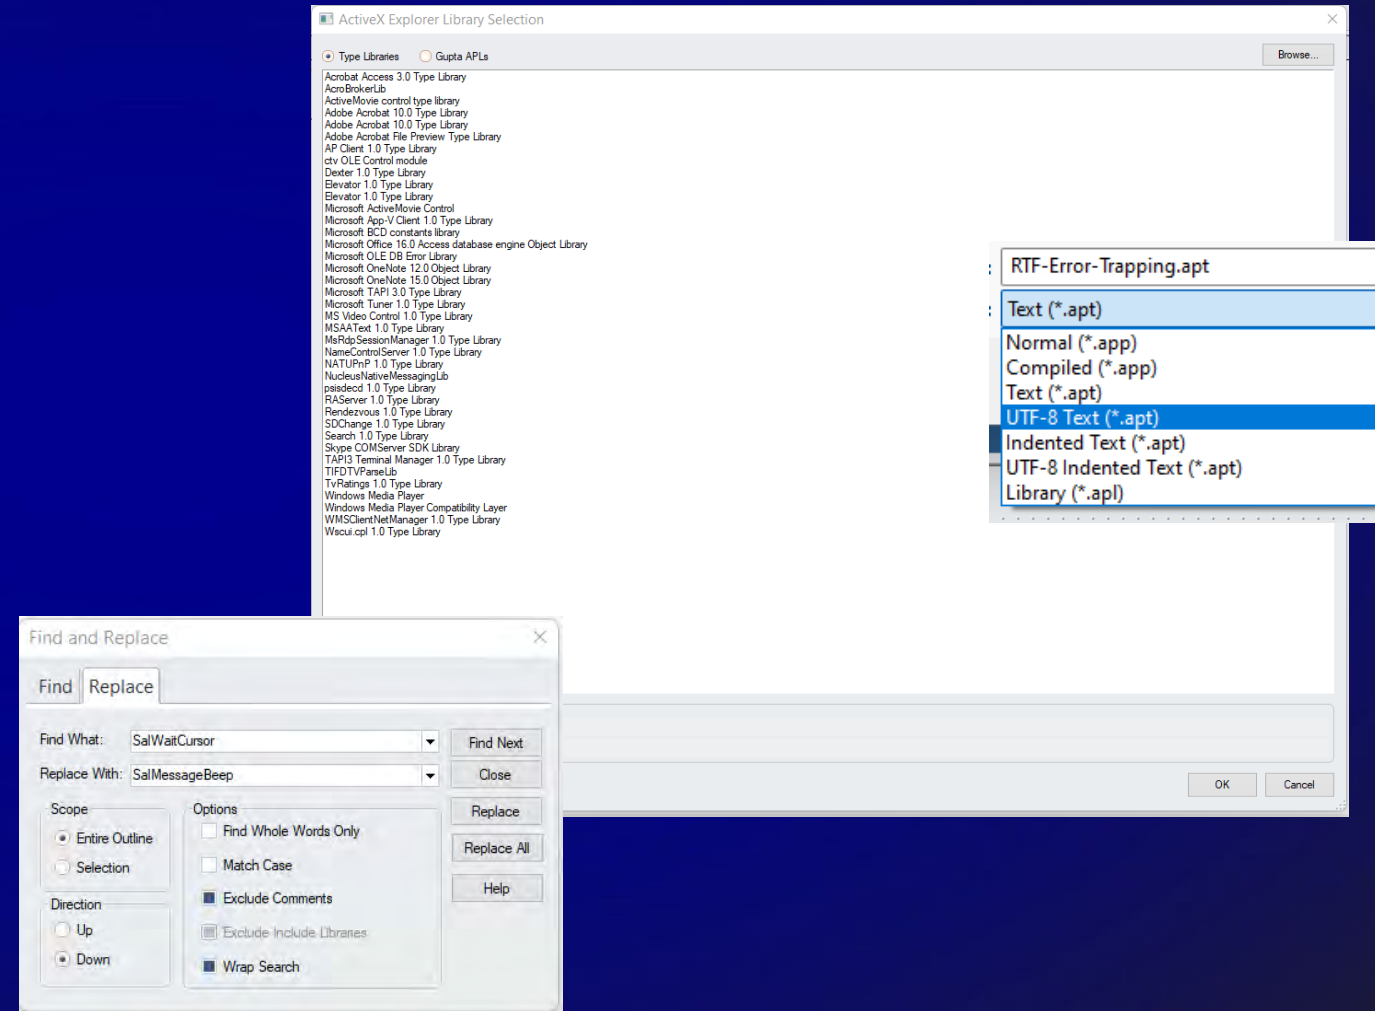 ActiveX Explorer Library Selection
Type Libraries
Gupta APLs
Browse...
Acrobat Access 3.0 Type Library
AcroBrokerLib
ActiveMovie control type library
Adobe Acrobat 10.0 Type Library
Adobe Acrobat 10.0 Type Library
Adobe Acrobat File Preview Type Library
AP Client 1.0 Type Library
ctv OLE Control module
Dexter 1.0 Type Library
Elevator 1.0 Type Library
Elevator 1.0 Type Library
Microsoft ActiveMovie Control
Microsoft App-V Client 1.0 Type Library
Microsoft BCD constants library
Microsoft Office 16.0 Access database engine Object Library
Microsoft OLE DB Error Library
Microsoft OneNote 12.0 Object Library
Microsoft OneNote 15.0 Object Library
Microsoft TAPI 3.0 Type Library
Microsoft Tuner 1.0 Type Library
MS Video Control 1.0 Type Library
MSAAText 1.0 Type Library
MsRdpSessionManager 1.0 Type Library
NameControlServer 1.0 Type Library
NATUPnP 1.0 Type Library
NucleusNativeMessagingLib
psisdecd 1.0 Type Library
RAServer 1.0 Type Library
Rendezvous 1.0 Type Library
SDChange 1.0 Type Library
Search 1.0 Type Library
Skype COMServer SDK Library
TAPI3 Terminal Manager 1.0 Type Library
TIFDTVParseLib
TvRatings 1.0 Type Library
Windows Media Player
Windows Media Player Compatibility Layer
WMSClientNetManager 1.0 Type Library
Wscui.cpl 1.0 Type Library
OK
Cancel
: RTF-Error-Trapping.apt
: Text (*.apt)
Normal (*.app)
Compiled (*.app)
Text (*.apt)
UTF-8 Text (*.apt)
Indented Text (*.apt)
UTF-8 Indented Text (*.apt)
Library (*.apl)
Find and Replace
Find
Replace
Find What: SalWaitCursor
Find Next
Replace With: SalMessageBeep
Close
Scope
Entire Outline
Selection
Direction
Up
Down
Options
Find Whole Words Only
Match Case
Exclude Comments
Exclude Include Libraries
Wrap Search
Replace
Replace All
Help